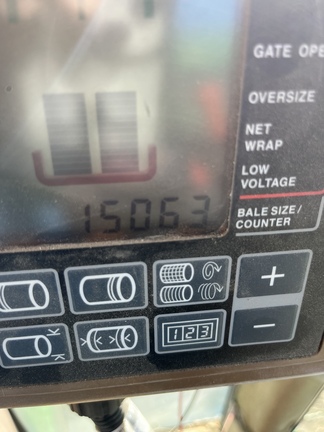 GATE OPE
OVERSIZE
NET
WRAP
LOW
VOLTAGE
BALE SIZE /
COUNTER
15063
+
K
K
123
−